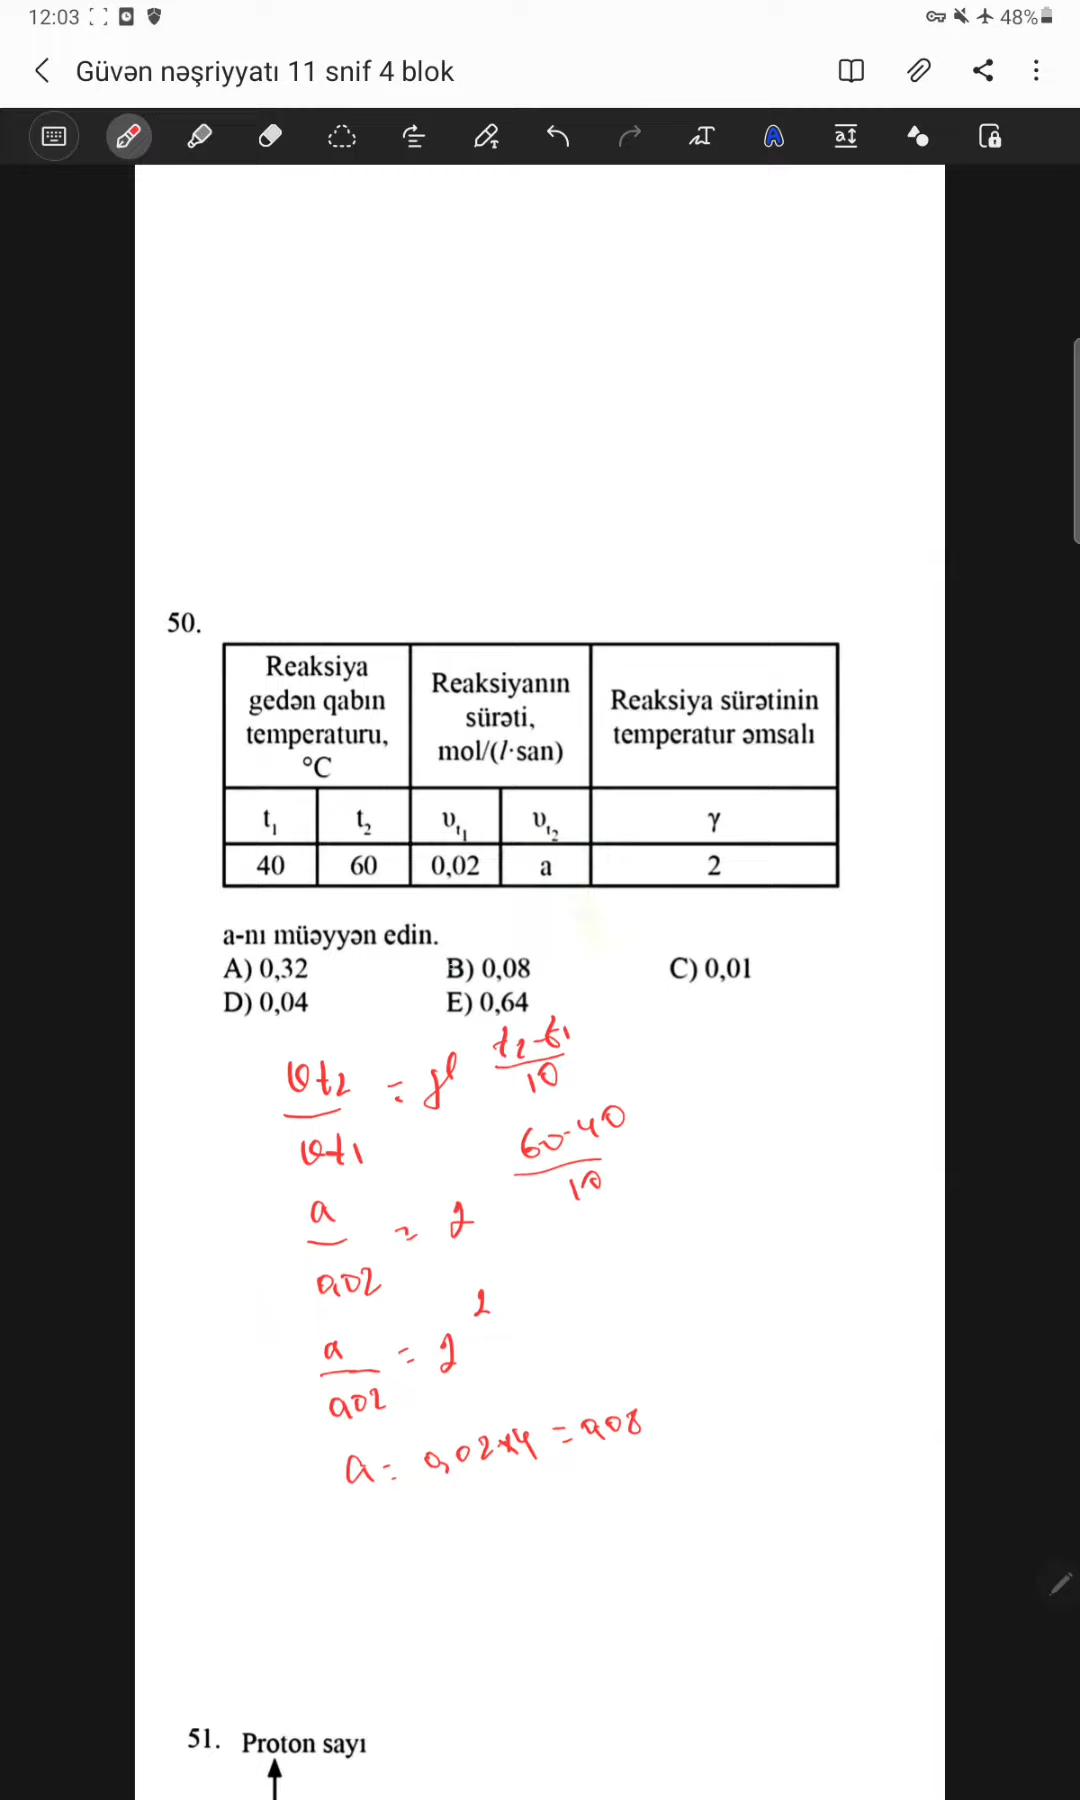 12:03
48%
Güvən nəşriyyatı 11 snif 4 blok
50.
Reaksiya gedən qabın temperaturu, °C
Reaksiyanın sürəti, mol/(l·san)
Reaksiya sürətinin temperatur əmsalı
t₁ t₂ υt₁ υt₂ γ
40 60 0,02 a 2
a-nı müəyyən edin.
A) 0,32 B) 0,08 C) 0,01
D) 0,04 E) 0,64
υt₂/υt₁ = γ^((t₂-t₁)/10)
a/0,02 = 2^((60-40)/10)
a/0,02 = 2²
a = 0,02×4 = 0,08
51. Proton sayı